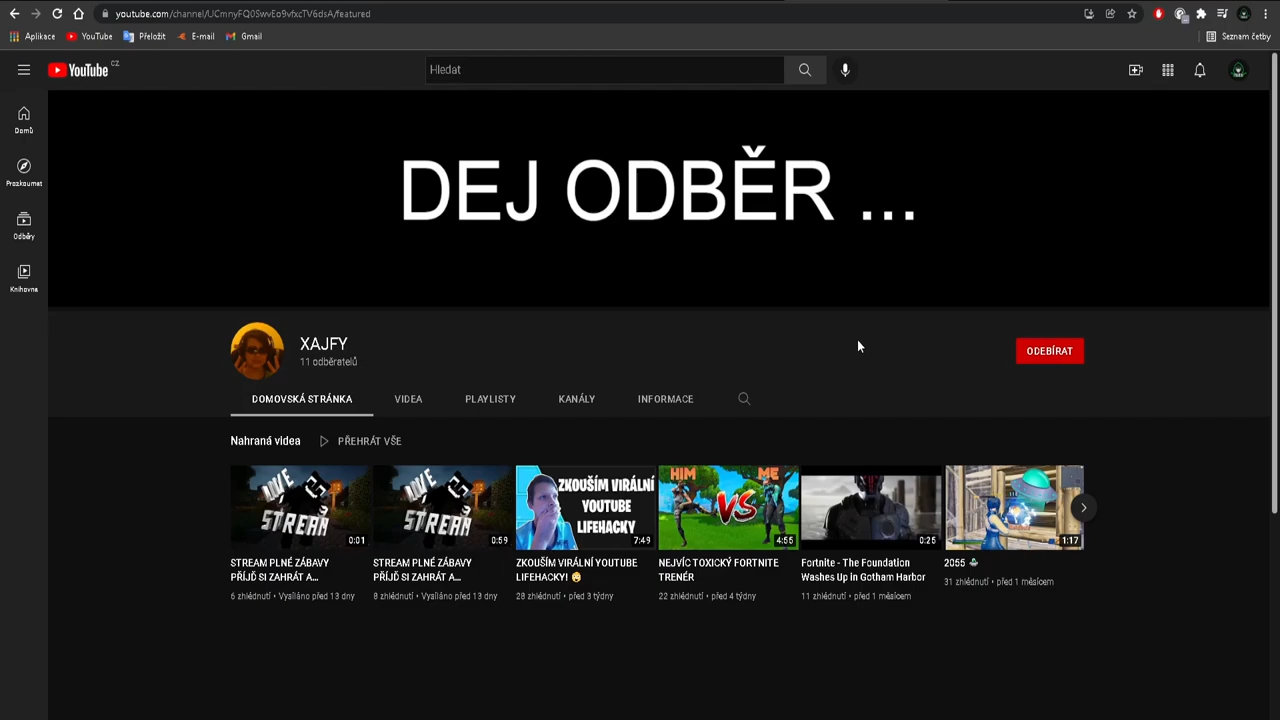 youtube.com/channel/UCmnyFQ0SwvEo9vfxcTV6dsA/featured
Aplikace YouTube Přeložit E-mail Gmail Seznam četby
YouTube CZ
Hledat
Domů
Prozkoumat
Odběry
Knihovna
DEJ ODBĚR ...
XAJFY
11 odběratelů
ODEBÍRAT
DOMOVSKÁ STRÁNKA VIDEA PLAYLISTY KANÁLY INFORMACE
Nahraná videa PŘEHRÁT VŠE
LIVE
STREAM
0:01
LIVE
STREAM
0:59
ZKOUŠÍM VIRÁLNÍ
YOUTUBE
LIFEHACKY
7:49
HIM ME
VS
4:55
0:25
1:17
STREAM PLNÉ ZÁBAVY
PŘÍJĎ SI ZAHRÁT A...
6 zhlédnutí • Vysíláno před 13 dny
STREAM PLNÉ ZÁBAVY
PŘÍJĎ SI ZAHRÁT A...
8 zhlédnutí • Vysíláno před 13 dny
ZKOUŠÍM VIRÁLNÍ YOUTUBE
LIFEHACKY! 😳
28 zhlédnutí • před 3 týdny
NEJVÍC TOXICKÝ FORTNITE
TRENÉR
22 zhlédnutí • před 4 týdny
Fortnite - The Foundation
Washes Up in Gotham Harbor
11 zhlédnutí • před 1 měsícem
2055
31 zhlédnutí • před 1 měsícem